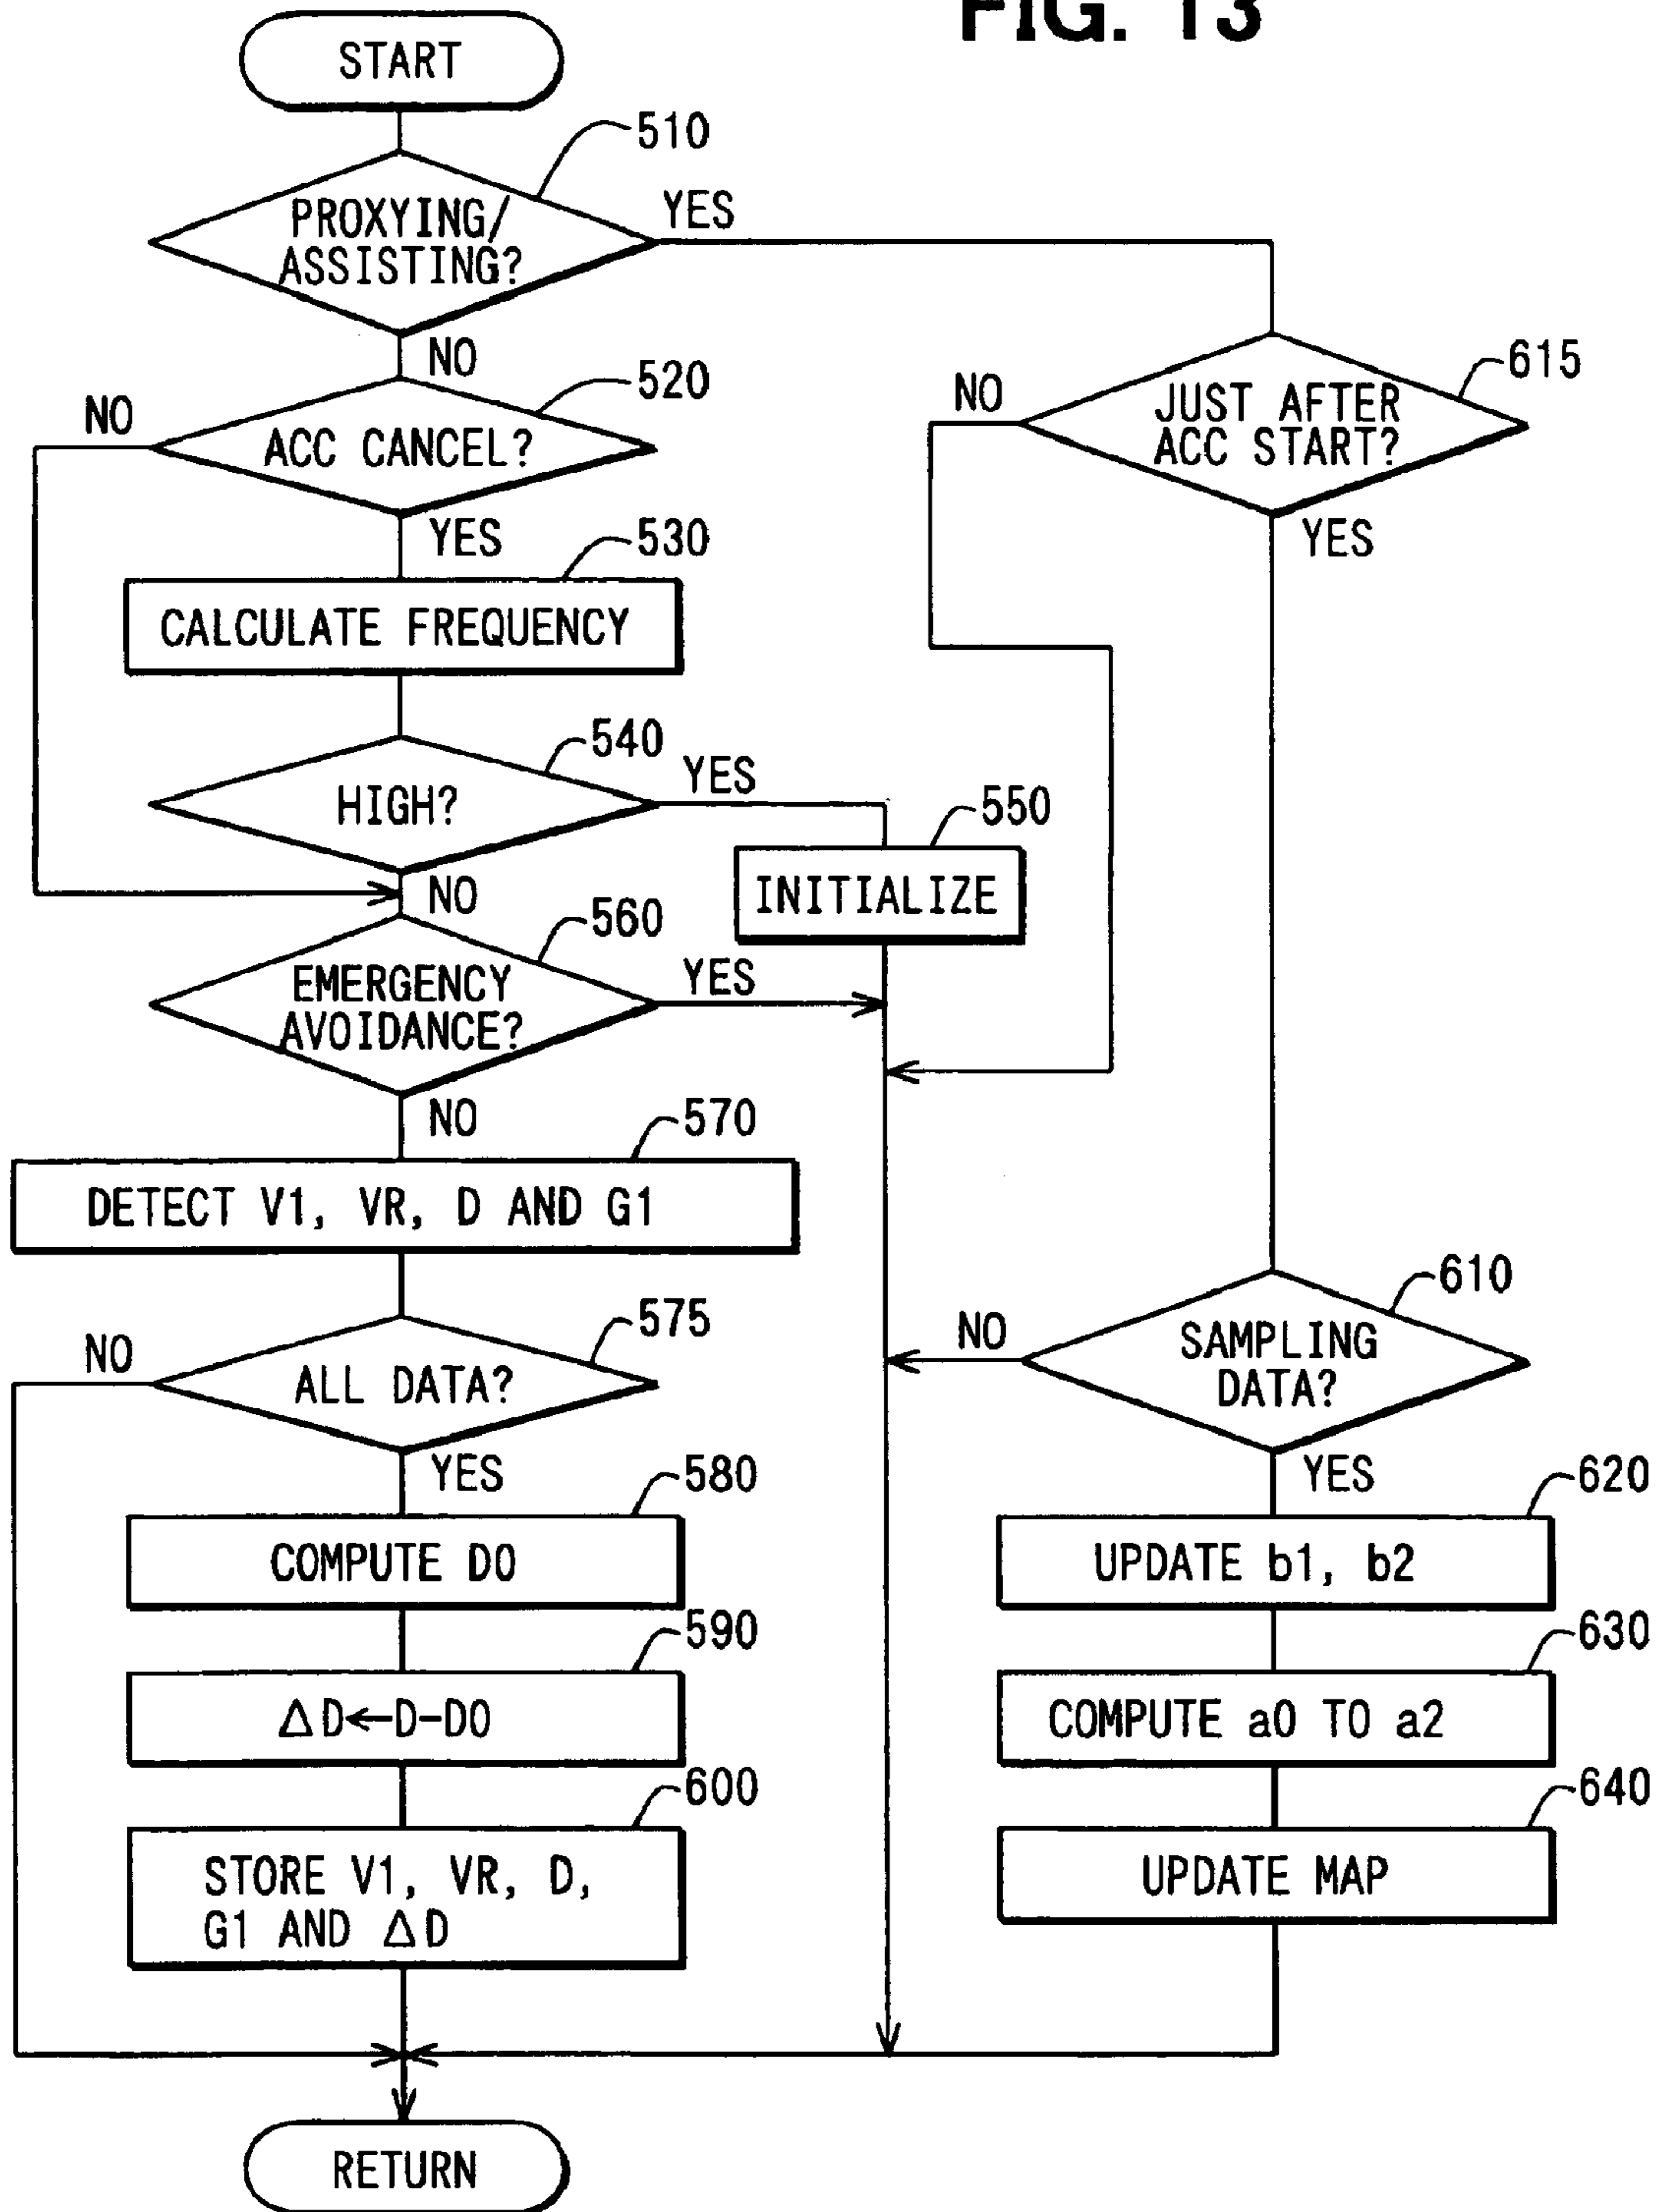 FIG. 13
START
510
PROXYING/
ASSISTING?
YES
NO
520
NO
ACC CANCEL?
YES
530
CALCULATE FREQUENCY
540
HIGH?
YES
550
INITIALIZE
NO
560
EMERGENCY
AVOIDANCE?
YES
NO
570
DETECT V1, VR, D AND G1
575
NO
ALL DATA?
YES
580
COMPUTE D0
590
ΔD←D-D0
600
STORE V1, VR, D,
G1 AND ΔD
615
NO
JUST AFTER
ACC START?
YES
610
NO
SAMPLING
DATA?
YES
620
UPDATE b1, b2
630
COMPUTE a0 TO a2
640
UPDATE MAP
RETURN